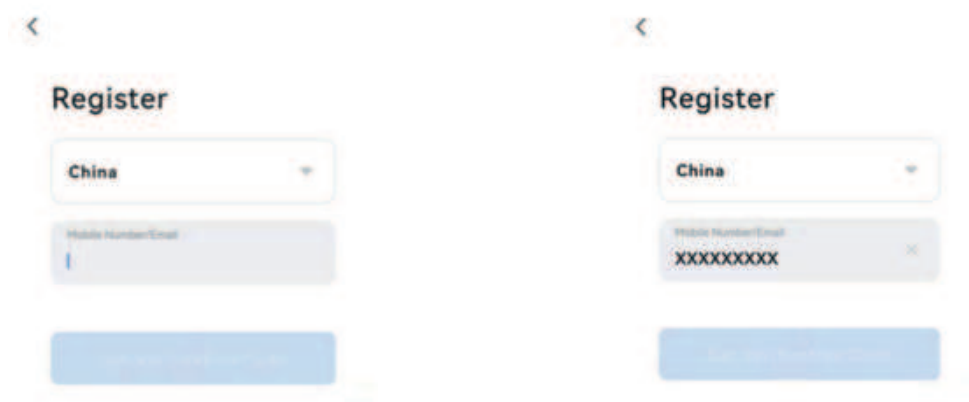 Register
China
Mobile Number/Email
Register
China
Mobile Number/Email
XXXXXXXXX